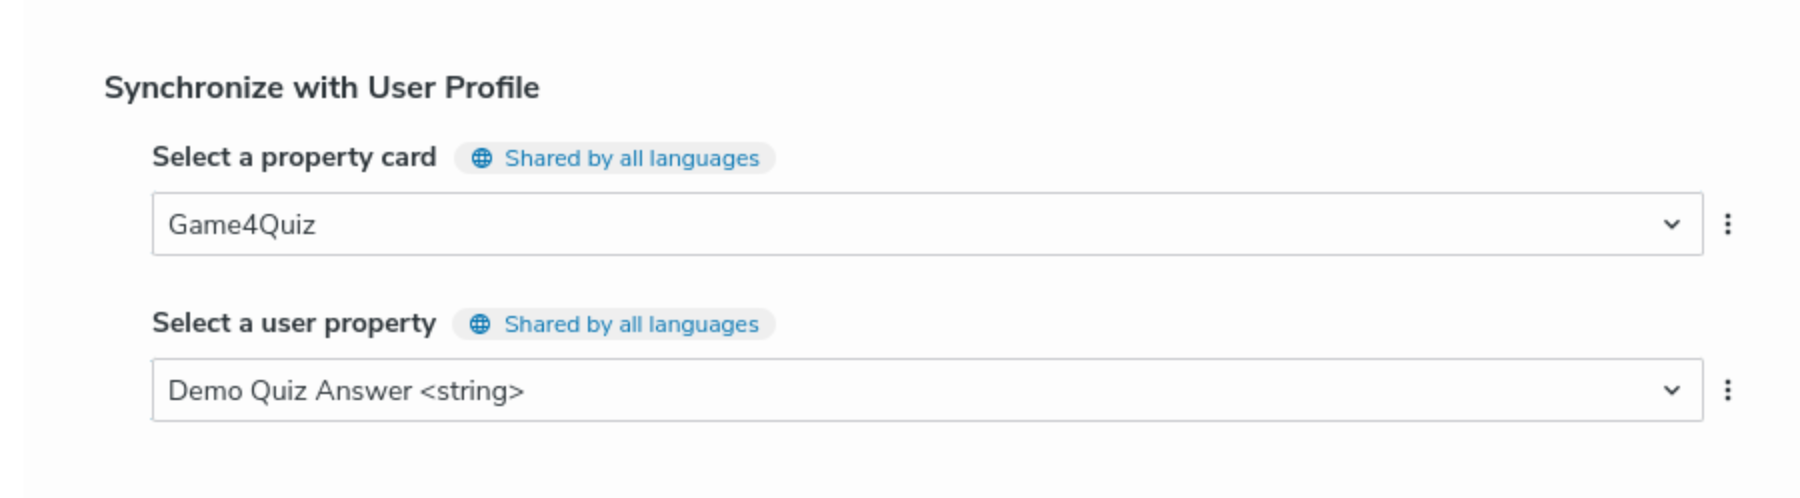 Synchronize with User Profile
Select a property card Shared by all languages
Game4Quiz
Select a user property Shared by all languages
Demo Quiz Answer <string>